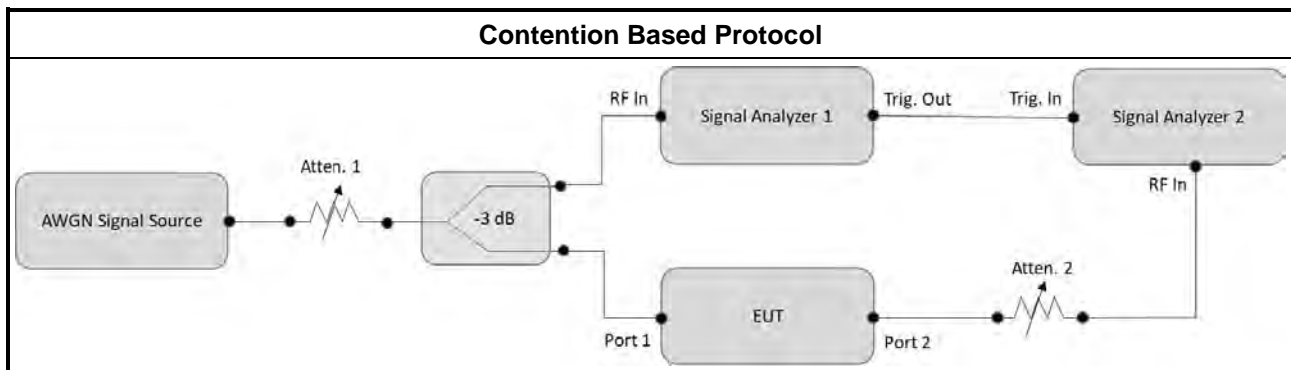 Contention Based Protocol
RF In
Signal Analyzer 1
Trig. Out
Trig. In
Signal Analyzer 2
RF In
Atten. 1
AWGN Signal Source
-3 dB
Atten. 2
EUT
Port 1
Port 2